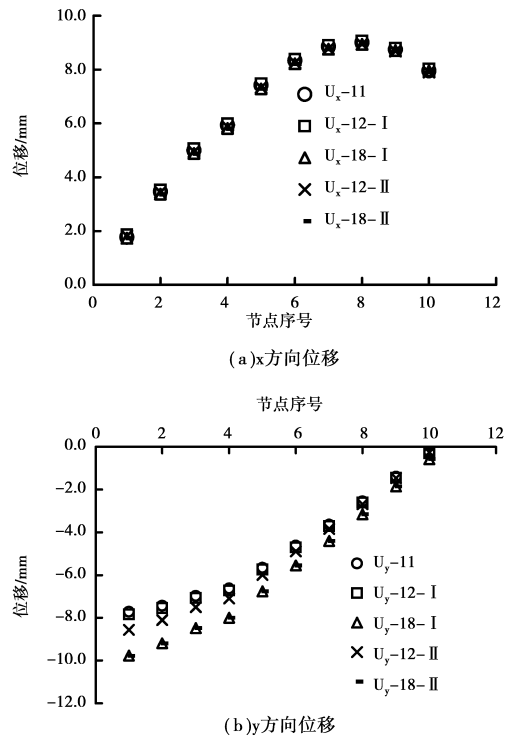 10.0
8.0
6.0
4.0
2.0
0.0
位移/mm
0 2 4 6 8 10 12
节点序号
Ux-11
Ux-12-Ⅰ
Ux-18-Ⅰ
Ux-12-Ⅱ
Ux-18-Ⅱ
(a)x方向位移
节点序号
0 2 4 6 8 10 12
0.0
-2.0
-4.0
-6.0
-8.0
-10.0
-12.0
位移/mm
Uy-11
Uy-12-Ⅰ
Uy-18-Ⅰ
Uy-12-Ⅱ
Uy-18-Ⅱ
(b)y方向位移